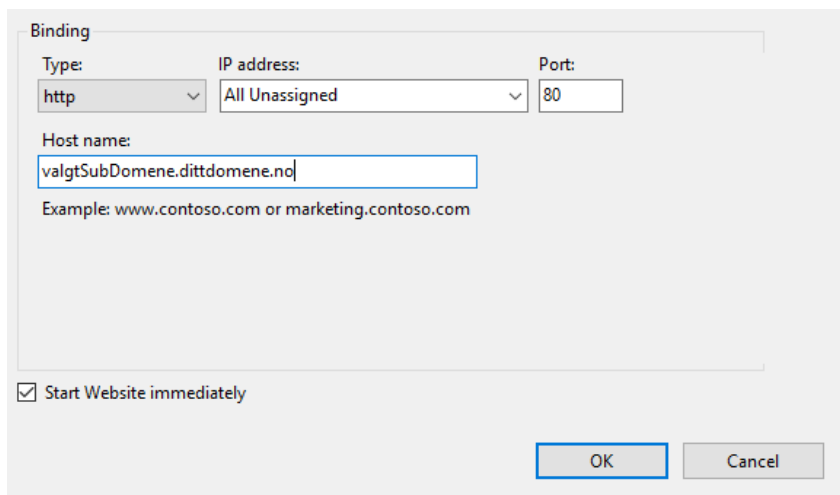 Binding
Type: IP address: Port:
http All Unassigned 80
Host name:
valgtSubDomene.dittdomene.no
Example: www.contoso.com or marketing.contoso.com
Start Website immediately
OK Cancel